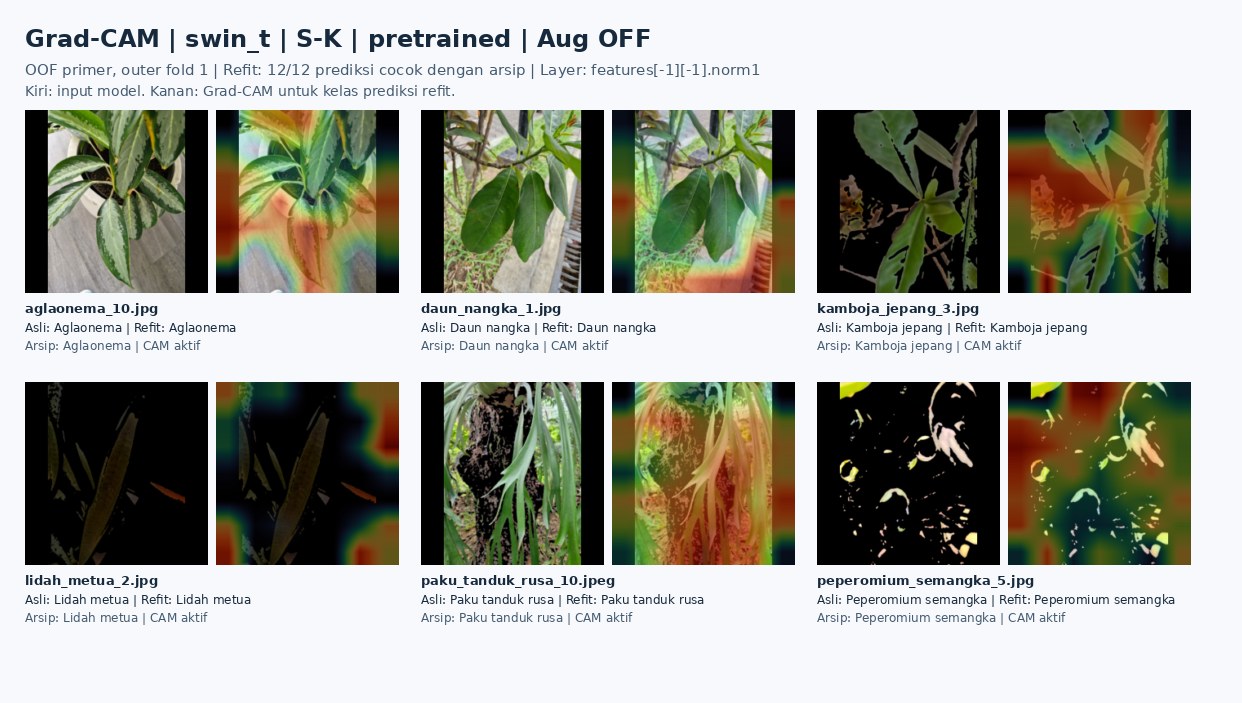 Grad-CAM | swin_t | S-K | pretrained | Aug OFF
OOF primer, outer fold 1 | Refit: 12/12 prediksi cocok dengan arsip | Layer: features[-1][-1].norm1
Kiri: input model. Kanan: Grad-CAM untuk kelas prediksi refit.
aglaonema_10.jpg
Asli: Aglaonema | Refit: Aglaonema
Arsip: Aglaonema | CAM aktif
daun_nangka_1.jpg
Asli: Daun nangka | Refit: Daun nangka
Arsip: Daun nangka | CAM aktif
kamboja_jepang_3.jpg
Asli: Kamboja jepang | Refit: Kamboja jepang
Arsip: Kamboja jepang | CAM aktif
lidah_metua_2.jpg
Asli: Lidah metua | Refit: Lidah metua
Arsip: Lidah metua | CAM aktif
paku_tanduk_rusa_10.jpeg
Asli: Paku tanduk rusa | Refit: Paku tanduk rusa
Arsip: Paku tanduk rusa | CAM aktif
peperomium_semangka_5.jpg
Asli: Peperomium semangka | Refit: Peperomium semangka
Arsip: Peperomium semangka | CAM aktif